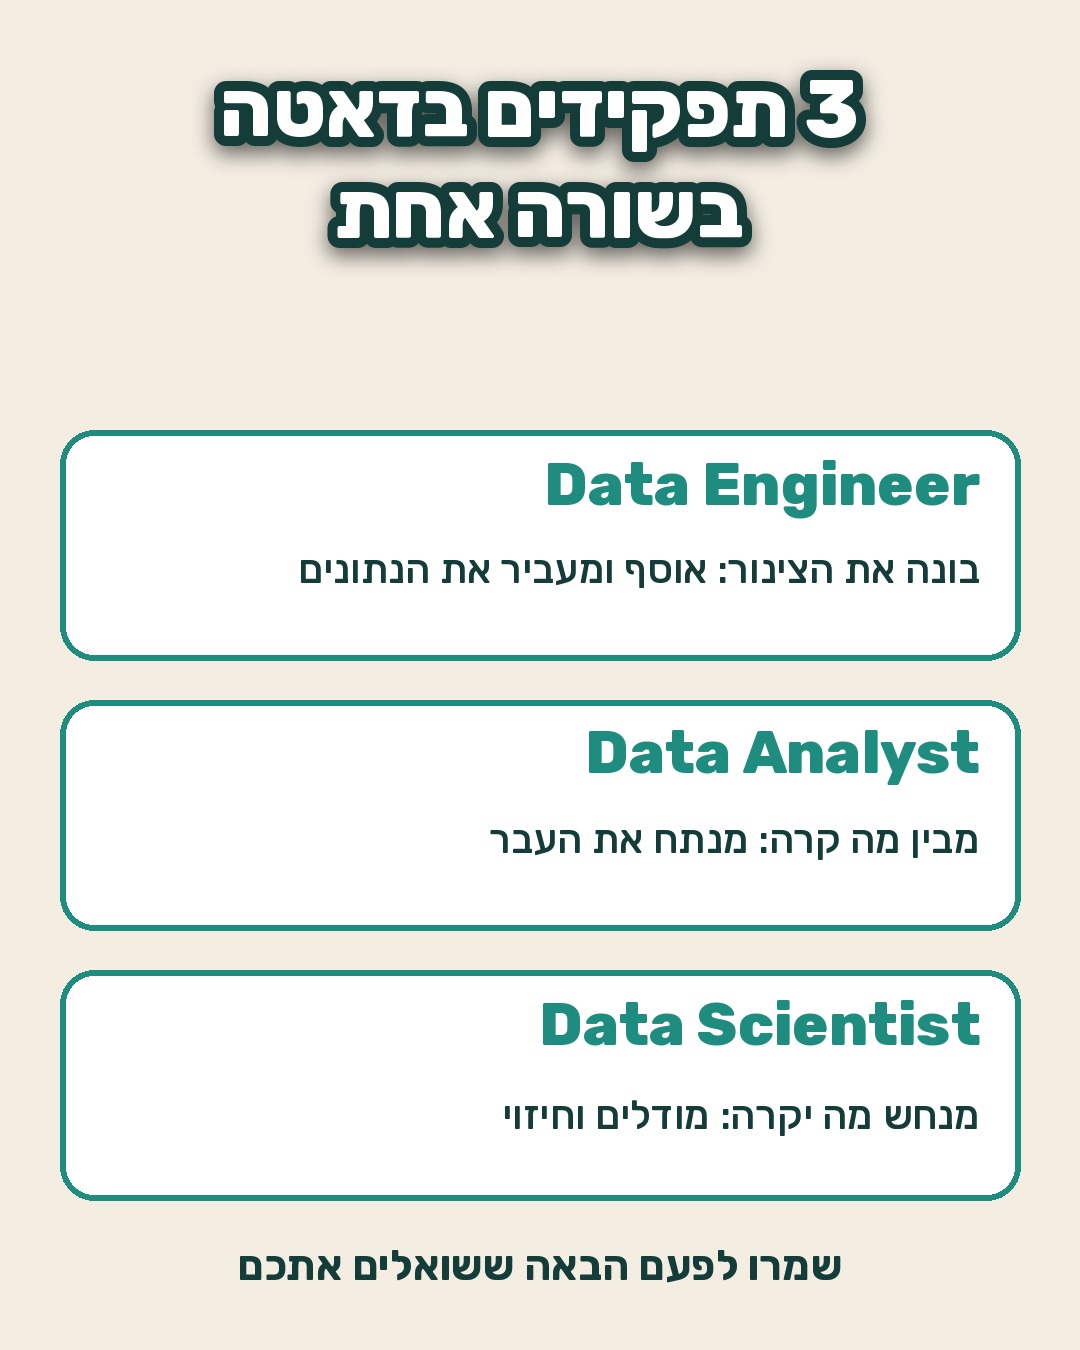 3 תפקידים בדאטה
בשורה אחת
Data Engineer
בונה את הצינור: אוסף ומעביר את הנתונים
Data Analyst
מבין מה קרה: מנתח את העבר
Data Scientist
מנחש מה יקרה: מודלים וחיזוי
שמרו לפעם הבאה ששואלים אתכם